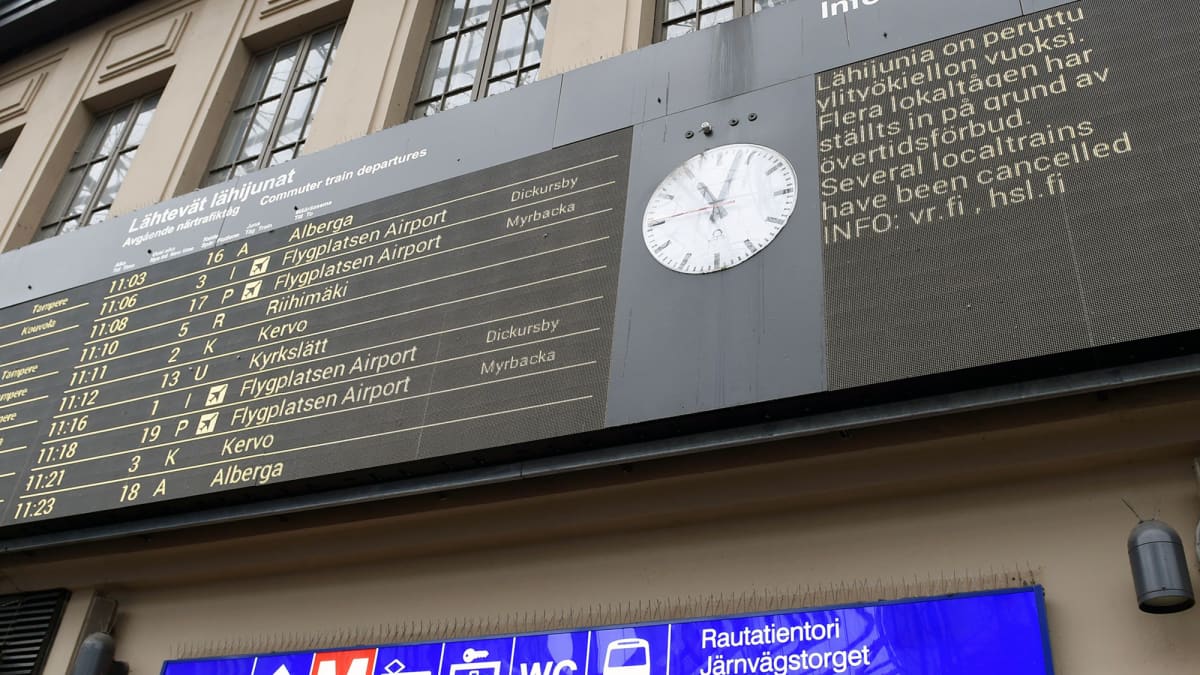 Info
Lähijunia on peruttu
ylityökiellon vuoksi.
Flera lokaltågen har
ställts in på grund av
övertidsförbud.
Several localtrains
have been cancelled
INFO: vr.fi , hsl.fi
Lähtevät lähijunat
Avgående närtrafiktåg Commuter train departures
11:03 16 A Alberga
11:06 3 I Flygplatsen Airport Dickursby
11:08 17 P Flygplatsen Airport Myrbacka
11:10 5 R Riihimäki
11:11 2 K Kervo
11:12 13 U Kyrkslätt
11:16 1 I Flygplatsen Airport Dickursby
11:18 19 P Flygplatsen Airport Myrbacka
11:21 3 K Kervo
11:23 18 A Alberga
Tampere
Kouvola
Tampere
M
WC
Rautatientori
Järnvägstorget